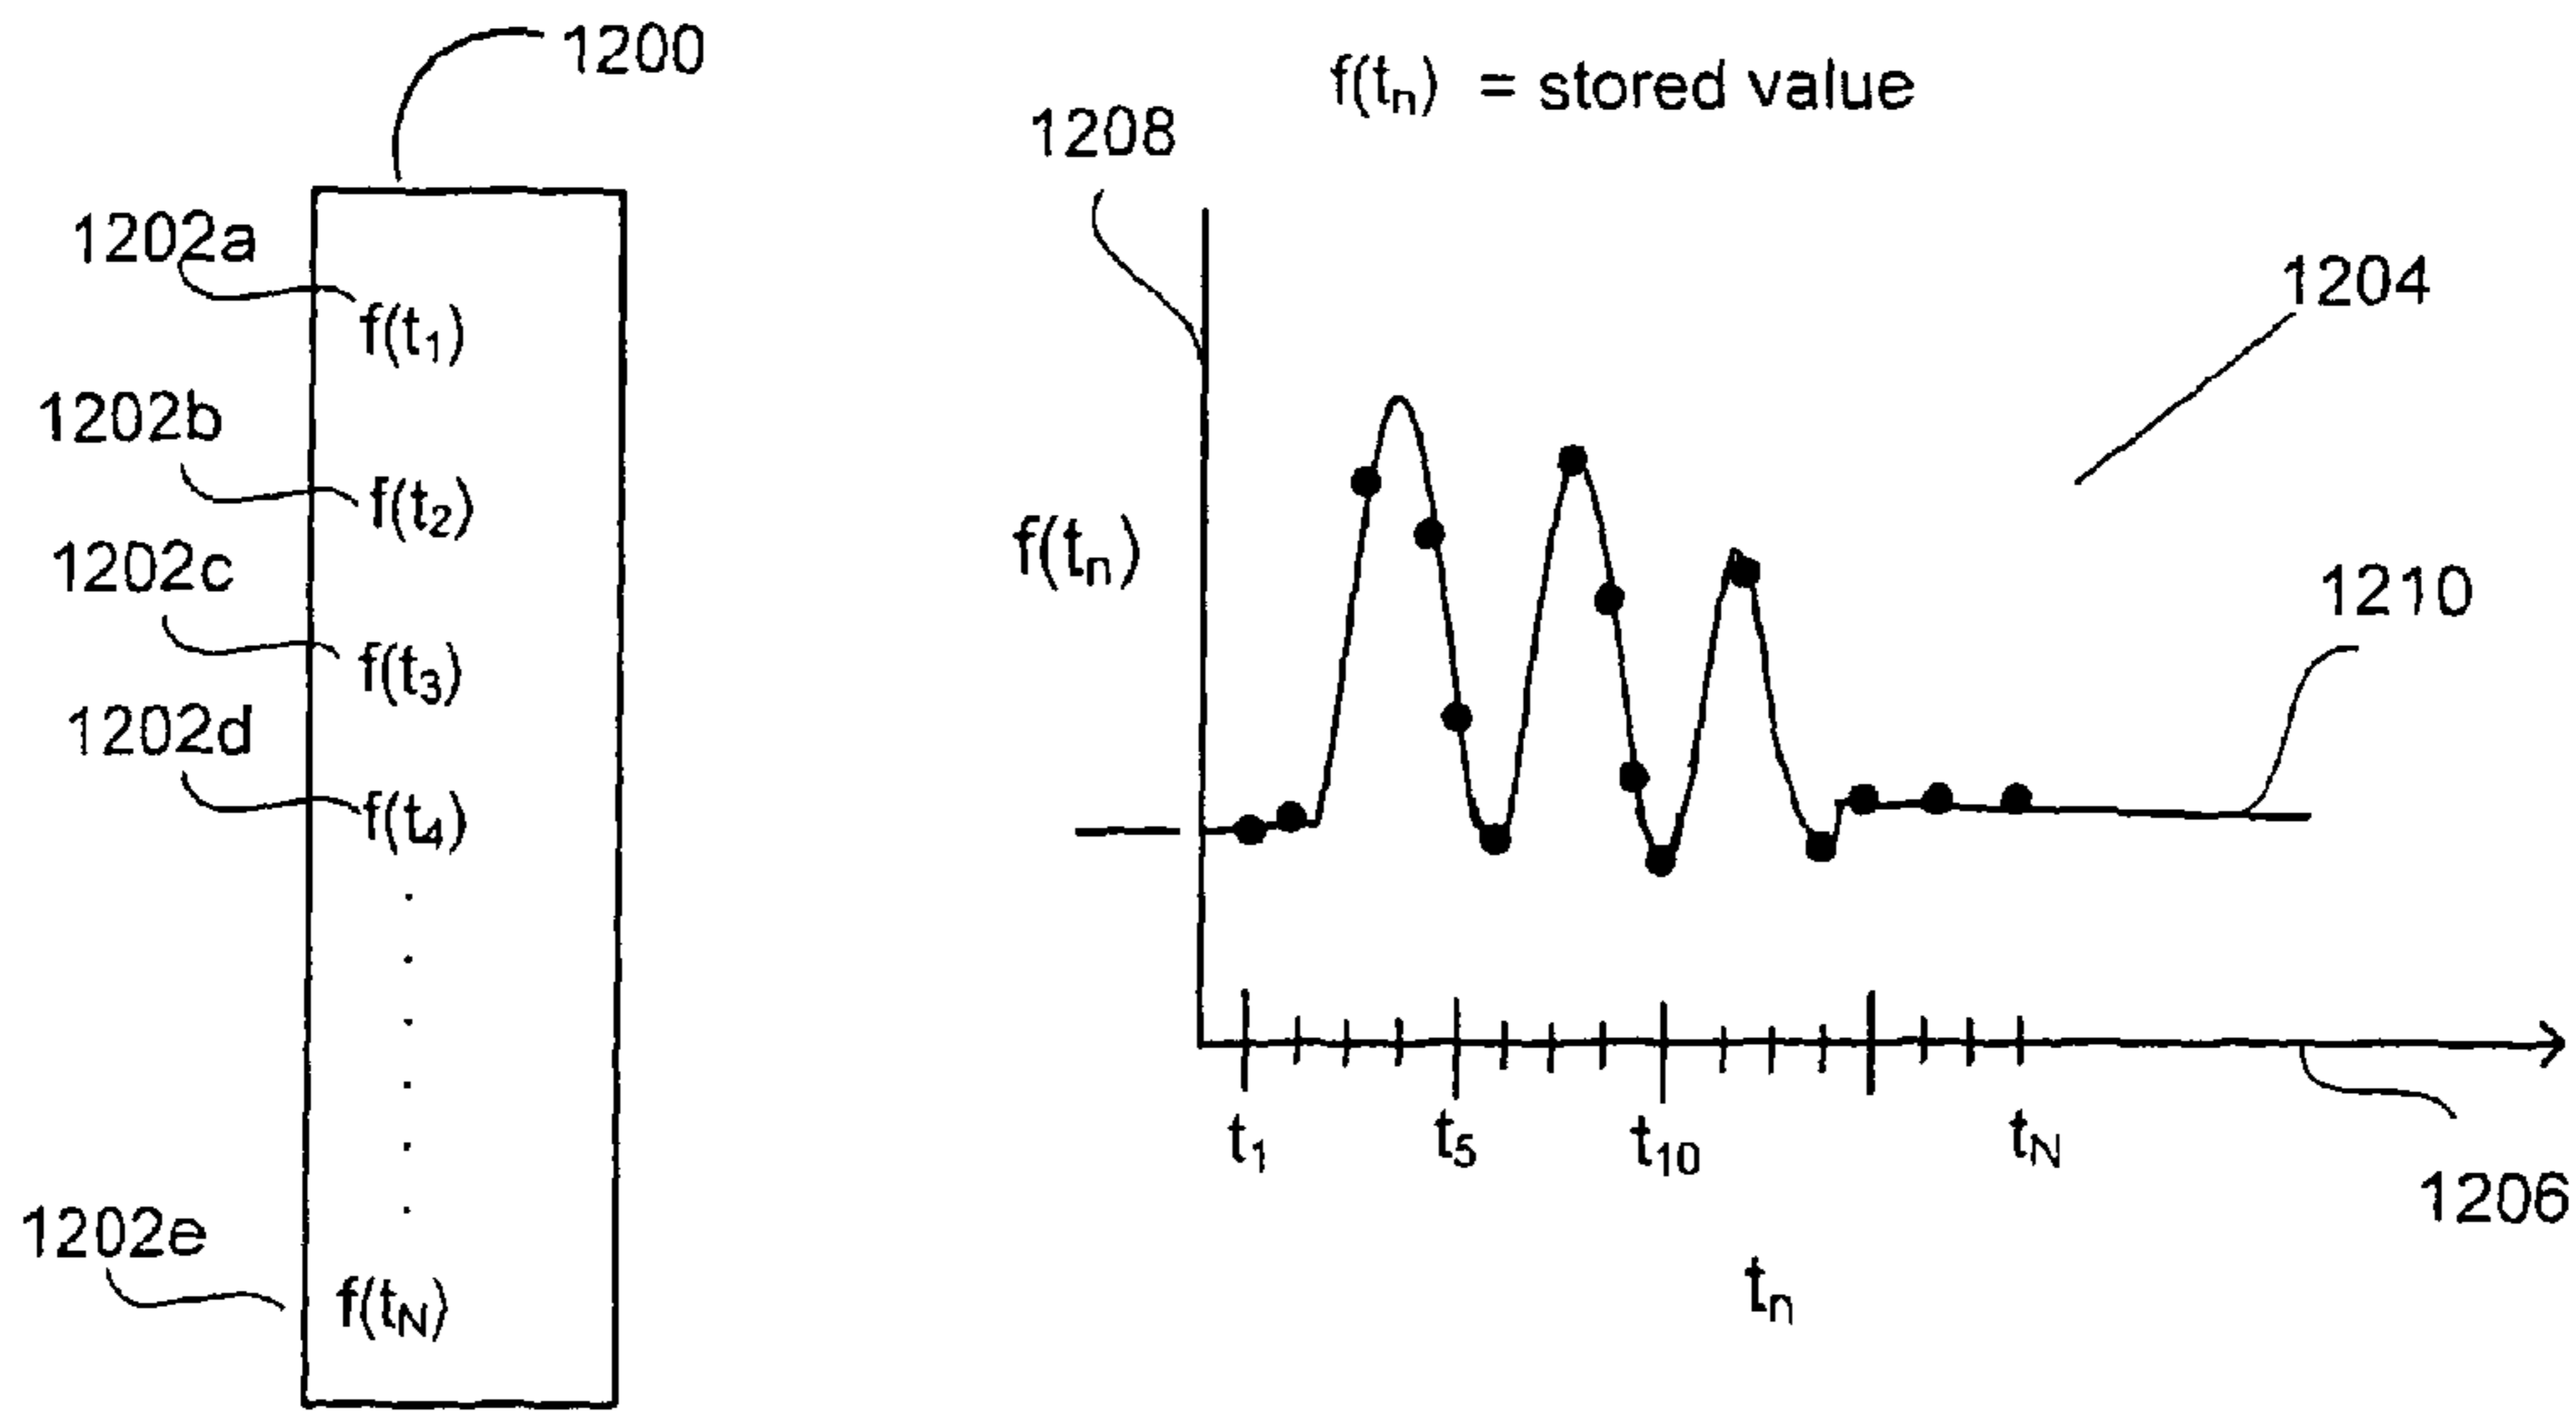 1200
1202a
f(t1)
1202b
f(t2)
1202c
f(t3)
1202d
f(t4)
1202e
f(tN)
f(tn) = stored value
1208
1204
f(tn)
1210
t1 t5 t10 tN
1206
tn